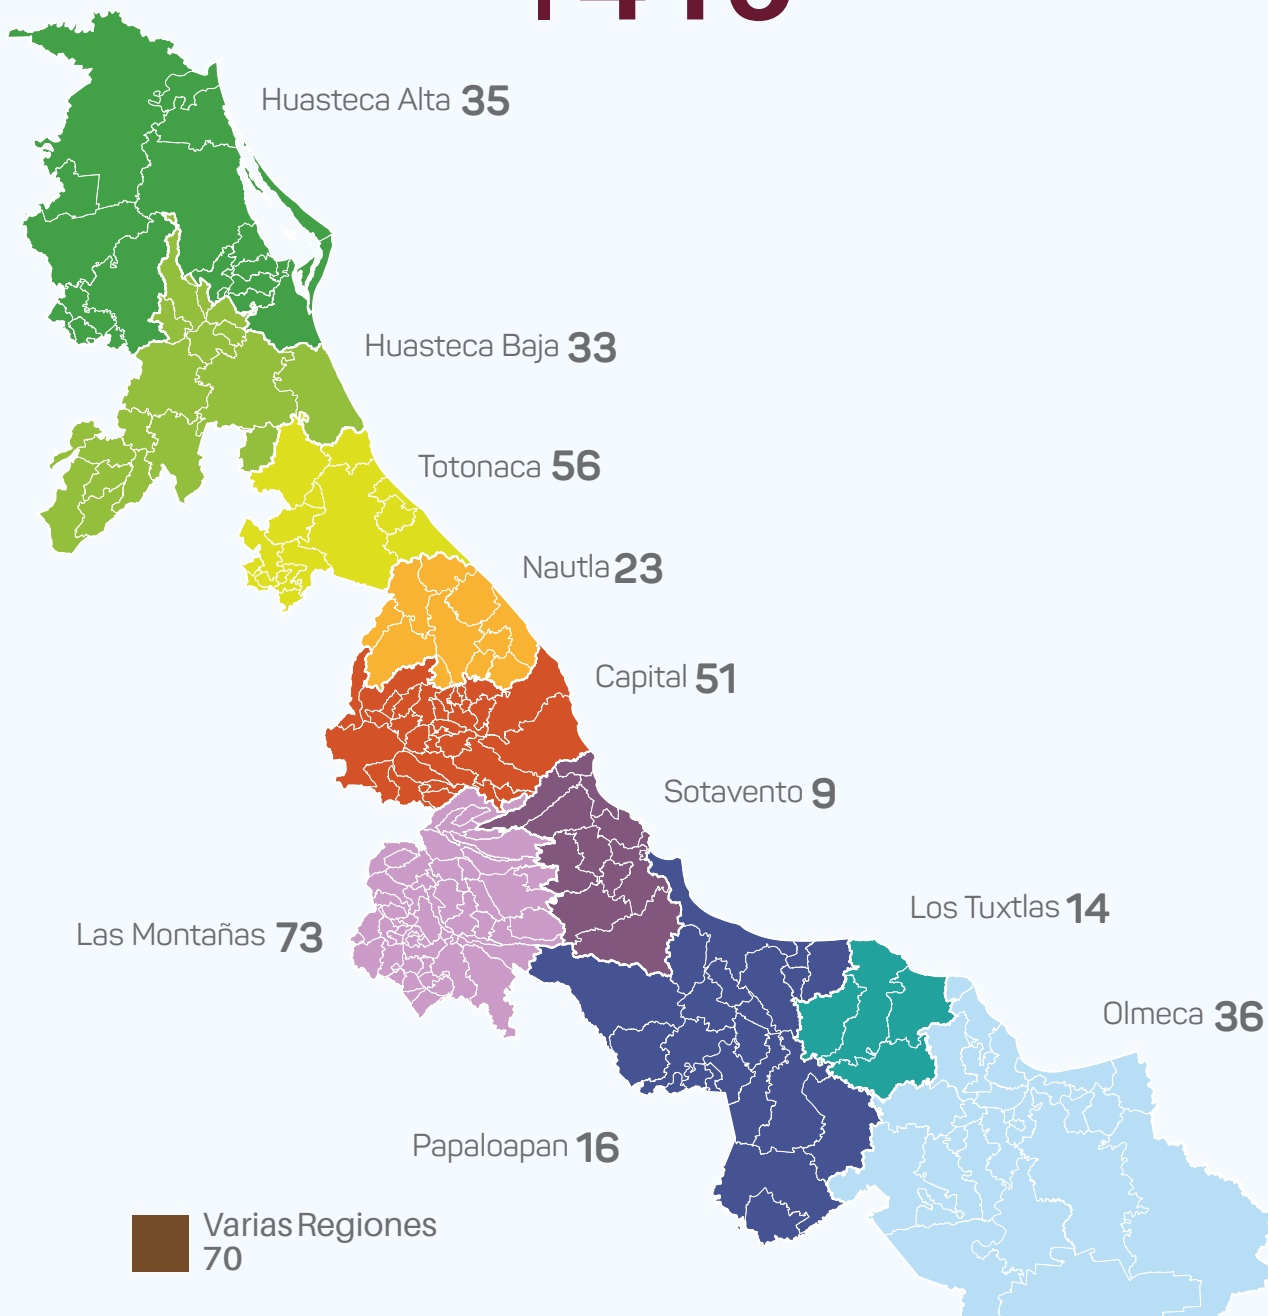 Huasteca Alta 35
Huasteca Baja 33
Totonaca 56
Nautla 23
Capital 51
Sotavento 9
Los Tuxtlas 14
Las Montañas 73
Olmeca 36
Papaloapan 16
Varias Regiones
70